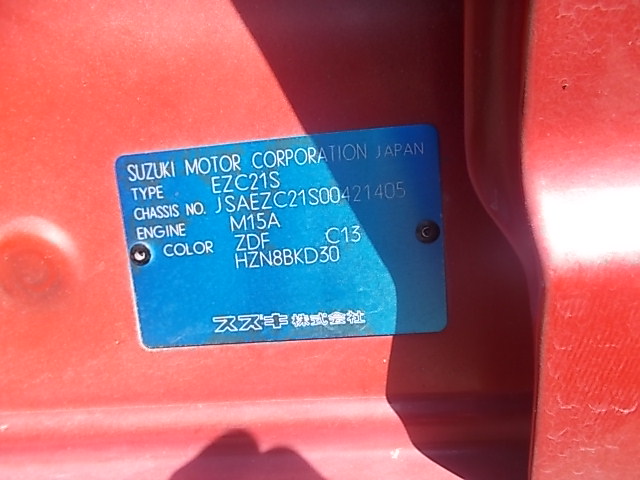 SUZUKI MOTOR CORPORATION JAPAN
TYPE EZC21S
CHASSIS NO. JSAEZC21S00421405
ENGINE M15A
COLOR ZDF C13
HZN8BKD30
スズキ株式会社